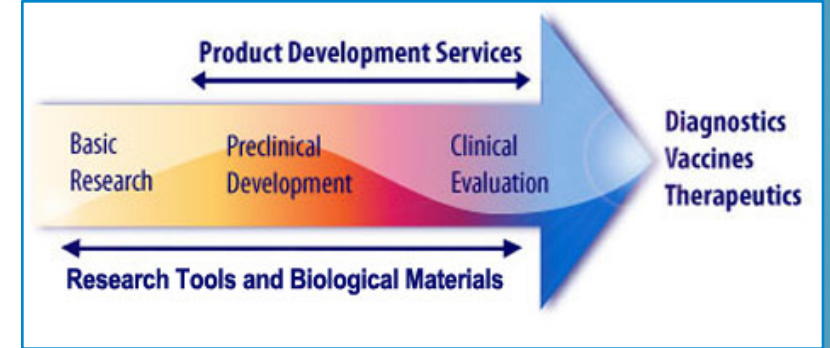 Product Development Services
Basic
Research
Preclinical
Development
Clinical
Evaluation
Diagnostics
Vaccines
Therapeutics
Research Tools and Biological Materials